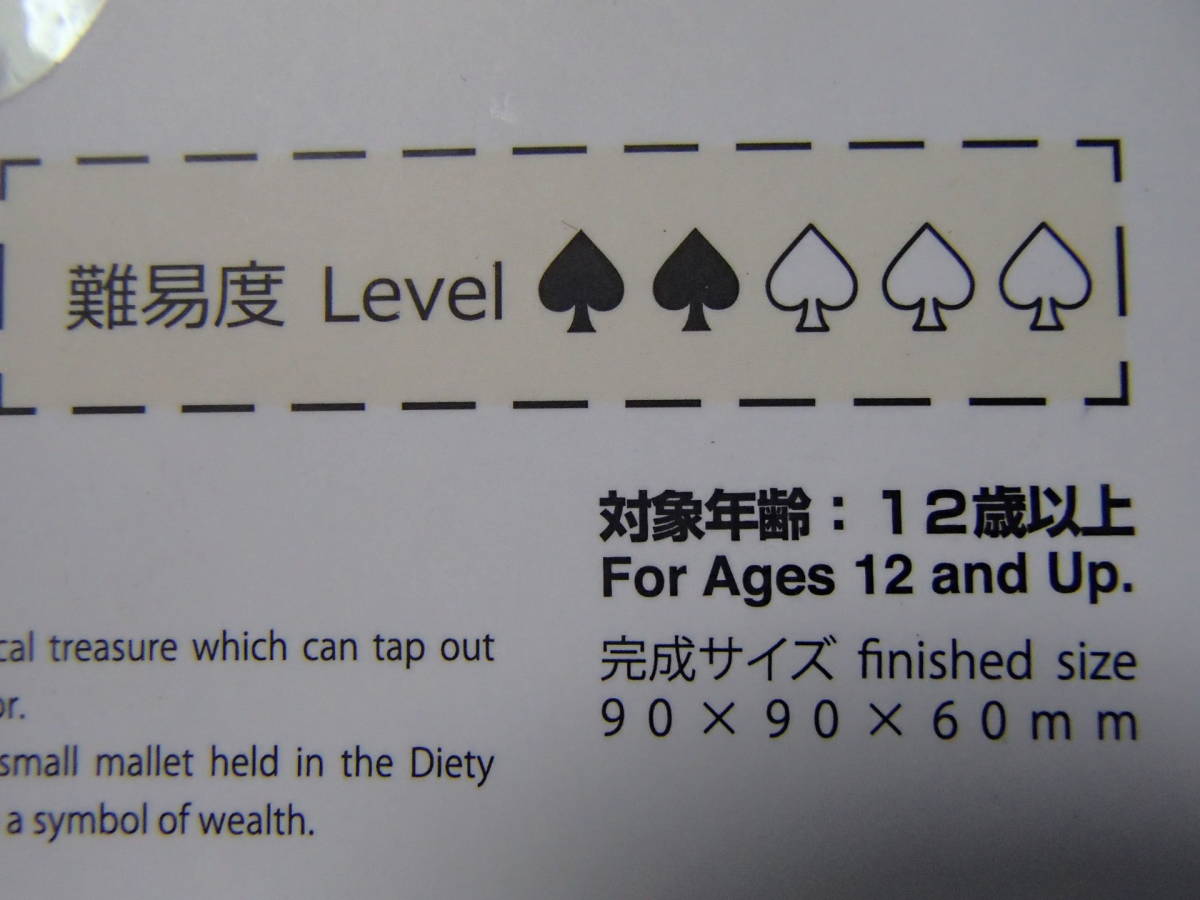 難易度 Level
対象年齢：１２歳以上
For Ages 12 and Up.
完成サイズ finished size
９０×９０×６０ｍｍ
treasure which can tap out
small mallet held in the Diety
a symbol of wealth.